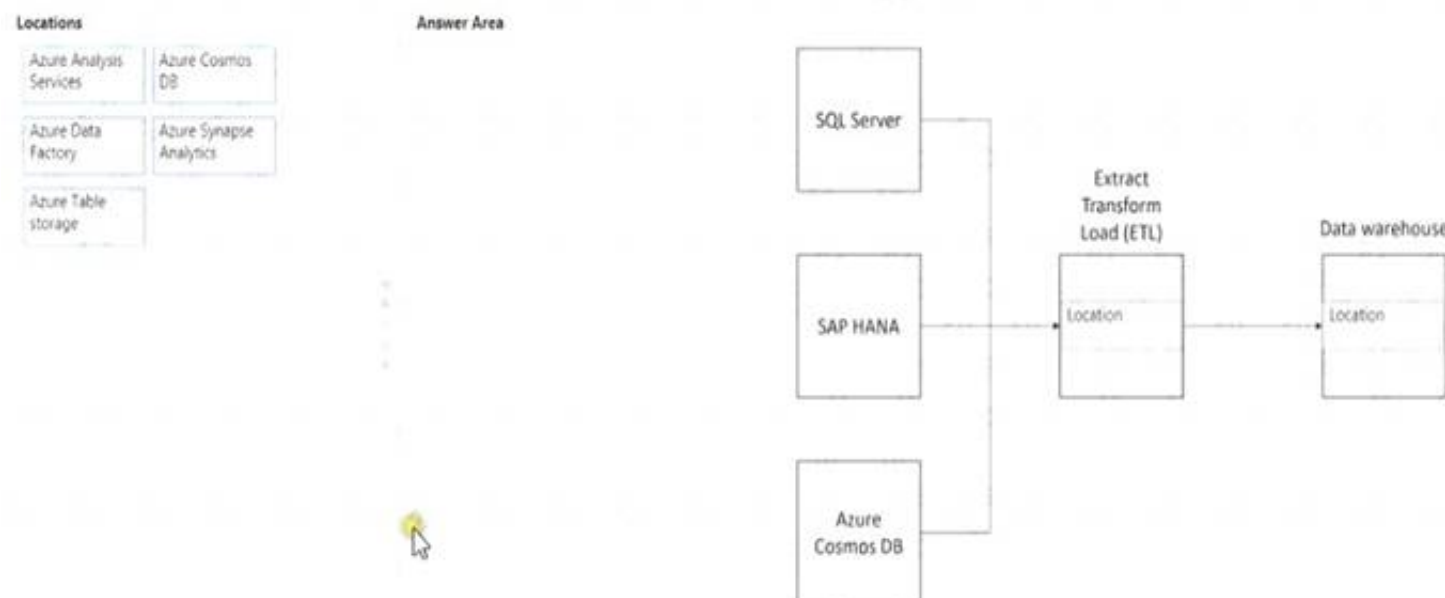 Locations
Answer Area
Azure Analysis
Services
Azure Cosmos
DB
Azure Data
Factory
Azure Synapse
Analytics
Azure Table
storage
SQL Server
SAP HANA
Azure
Cosmos DB
Extract
Transform
Load (ETL)
Location
Data warehouse
Location